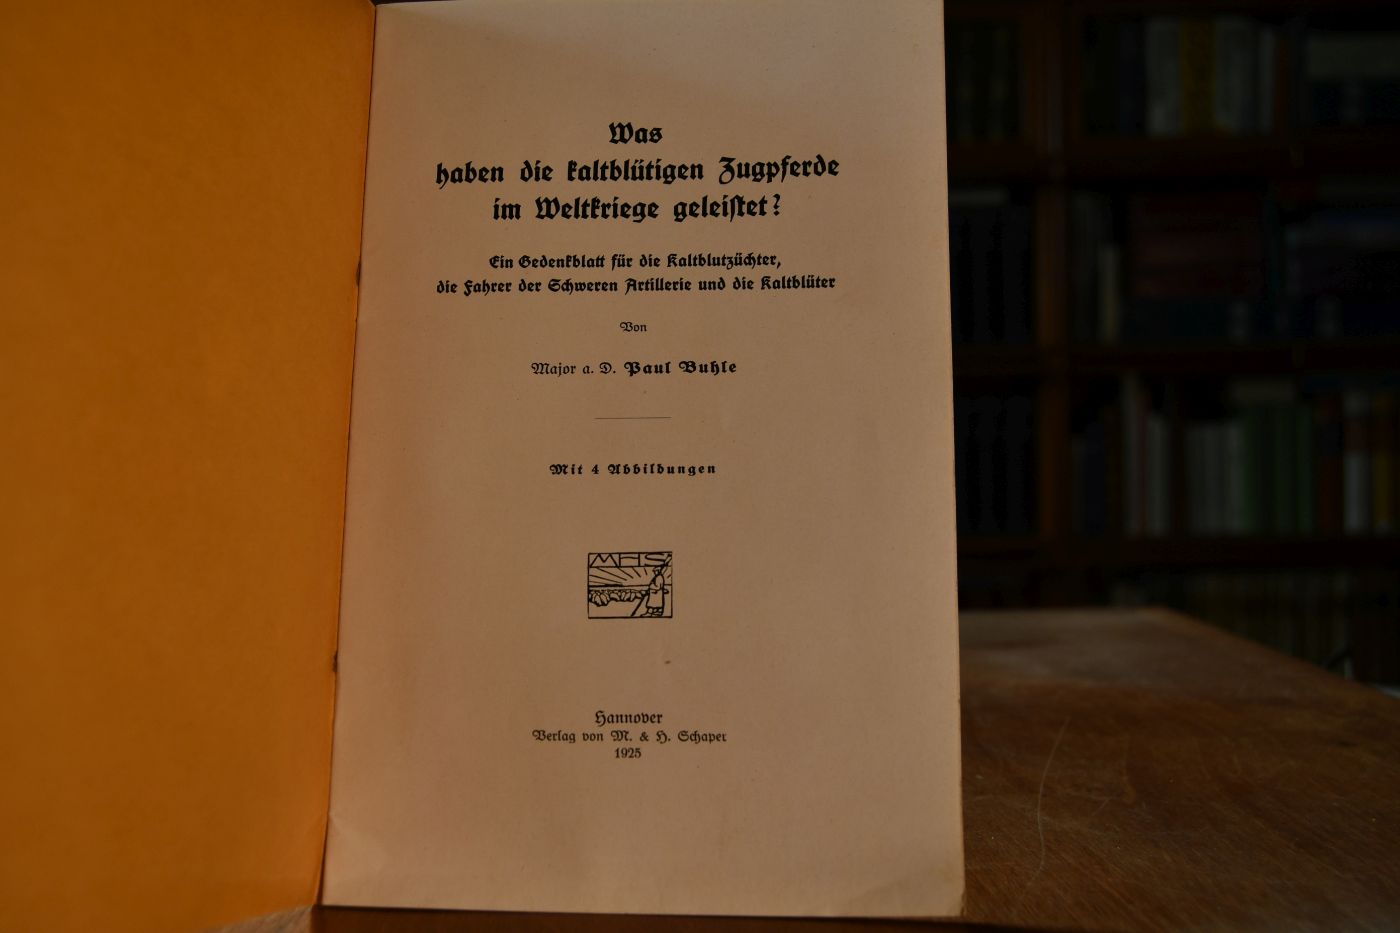 Was
haben die kaltblütigen Zugpferde
im Weltkriege geleistet?
Ein Gedenkblatt für die Kaltblutzüchter,
die Fahrer der Schweren Artillerie und die Kaltblüter
Von
Major a. D. Paul Buhle
Mit 4 Abbildungen
MHS
Hannover
Verlag von M. & H. Schaper
1925